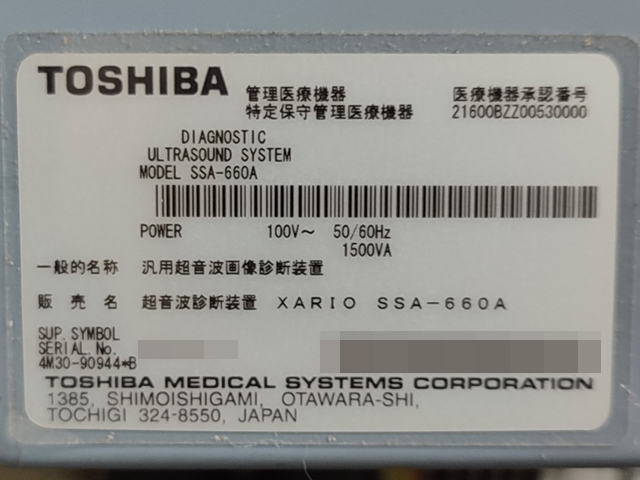 TOSHIBA
管理医療機器
特定保守管理医療機器
医療機器承認番号
21600BZZ00530000
DIAGNOSTIC
ULTRASOUND SYSTEM
MODEL SSA-660A
POWER 100V～ 50/60Hz
1500VA
一般的名称 汎用超音波画像診断装置
販売名 超音波診断装置 XARIO SSA-660A
SUP. SYMBOL
SERIAL. No.
4M30-90944*B
TOSHIBA MEDICAL SYSTEMS CORPORATION
1385, SHIMOISHIGAMI, OTAWARA-SHI,
TOCHIGI 324-8550, JAPAN